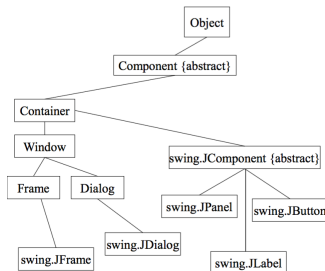 Object
Component {abstract}
Container
Window
swing.JComponent {abstract}
Frame
Dialog
swing.JPanel
swing.JButton
swing.JDialog
swing.JFrame
swing.JLabel